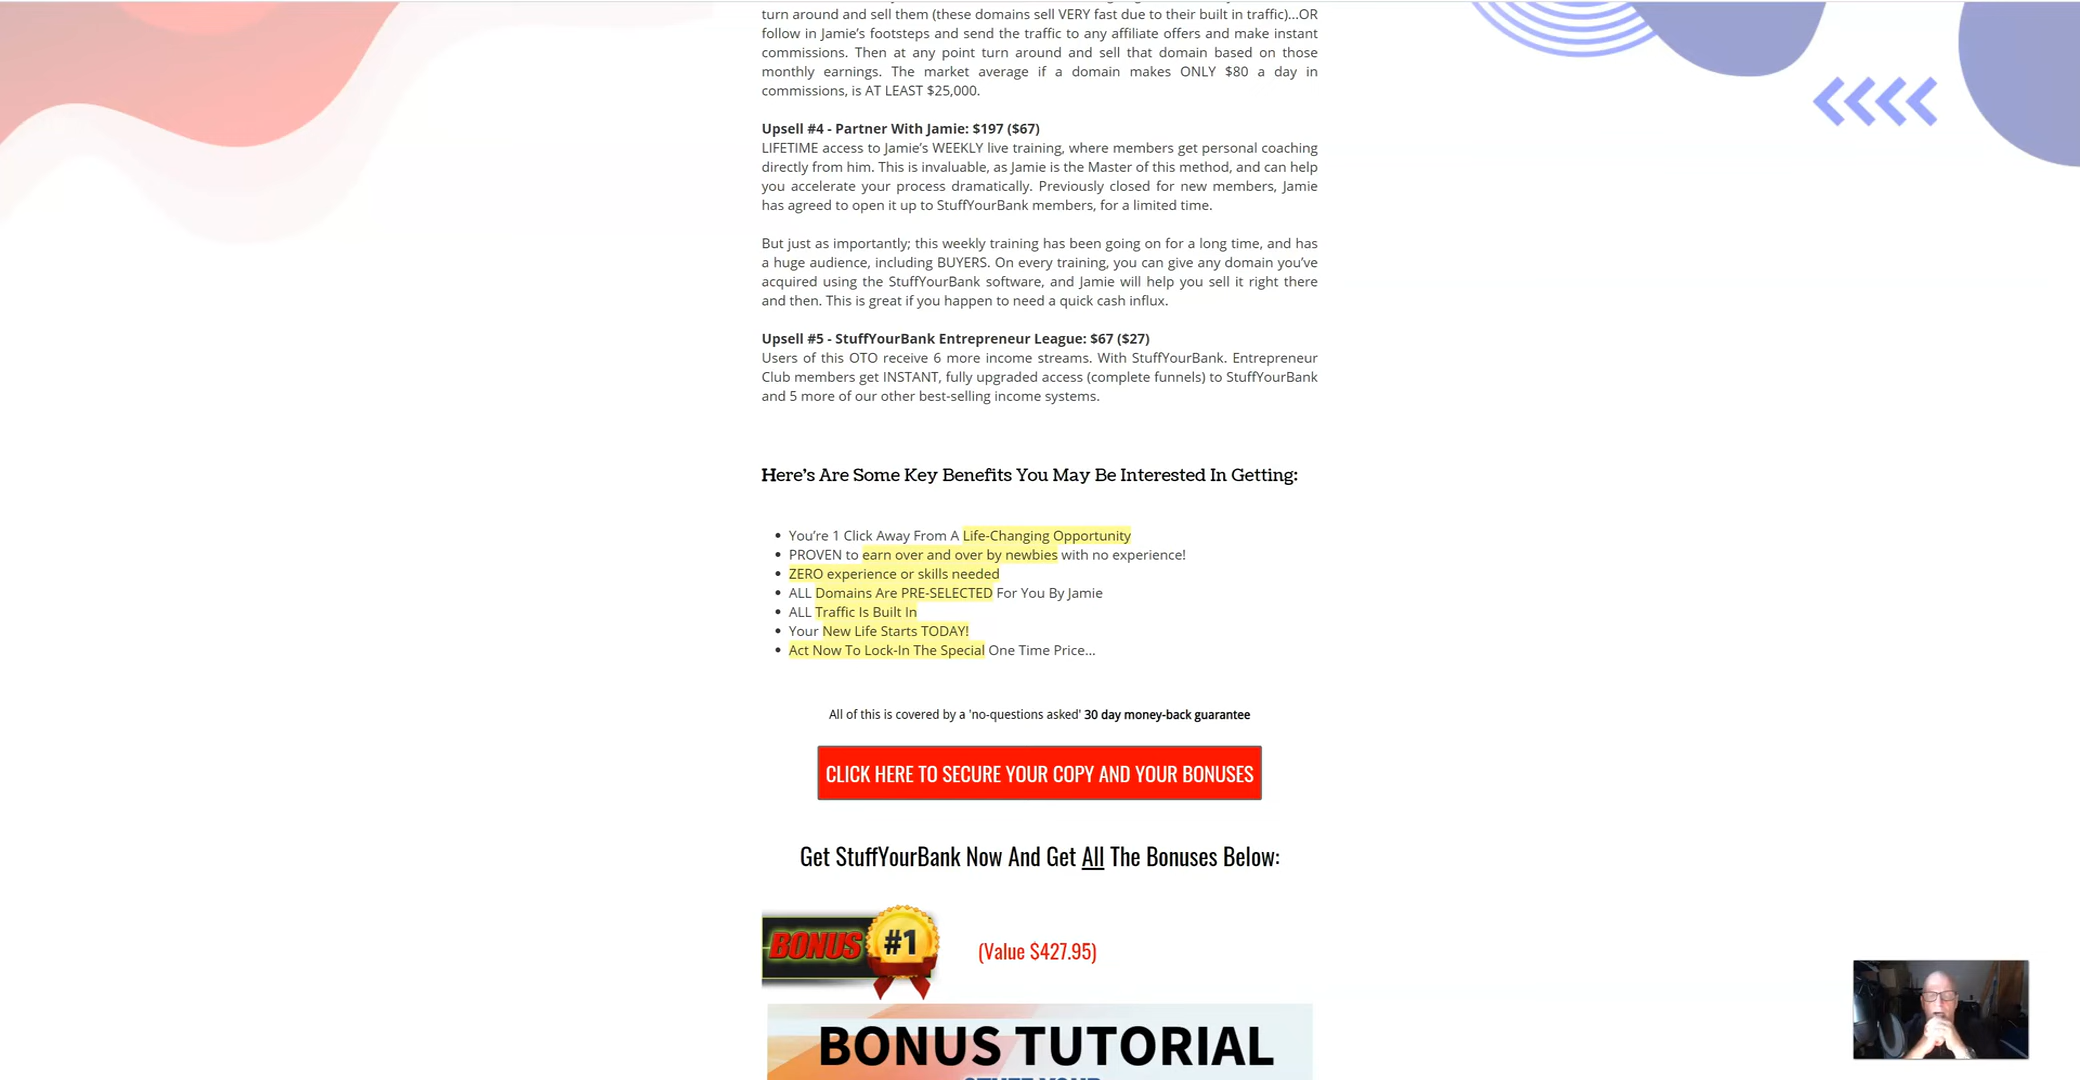 turn around and sell them (these domains sell VERY fast due to their built in traffic)...OR
follow in Jamie's footsteps and send the traffic to any affiliate offers and make instant
commissions. Then at any point turn around and sell that domain based on those
monthly earnings. The market average if a domain makes ONLY $80 a day in
commissions, is AT LEAST $25,000.
Upsell #4 - Partner With Jamie: $197 ($67)
LIFETIME access to Jamie's WEEKLY live training, where members get personal coaching
directly from him. This is invaluable, as Jamie is the Master of this method, and can help
you accelerate your process dramatically. Previously closed for new members, Jamie
has agreed to open it up to StuffYourBank members, for a limited time.
But just as importantly; this weekly training has been going on for a long time, and has
a huge audience, including BUYERS. On every training, you can give any domain you've
acquired using the StuffYourBank software, and Jamie will help you sell it right there
and then. This is great if you happen to need a quick cash influx.
Upsell #5 - StuffYourBank Entrepreneur League: $67 ($27)
Users of this OTO receive 6 more income streams. With StuffYourBank. Entrepreneur
Club members get INSTANT, fully upgraded access (complete funnels) to StuffYourBank
and 5 more of our other best-selling income systems.
Here's Are Some Key Benefits You May Be Interested In Getting:
• You're 1 Click Away From A Life-Changing Opportunity
• PROVEN to earn over and over by newbies with no experience!
• ZERO experience or skills needed
• ALL Domains Are PRE-SELECTED For You By Jamie
• ALL Traffic Is Built In
• Your New Life Starts TODAY!
• Act Now To Lock-In The Special One Time Price...
All of this is covered by a 'no-questions asked' 30 day money-back guarantee
CLICK HERE TO SECURE YOUR COPY AND YOUR BONUSES
Get StuffYourBank Now And Get All The Bonuses Below:
BONUS #1
(Value $427.95)
BONUS TUTORIAL